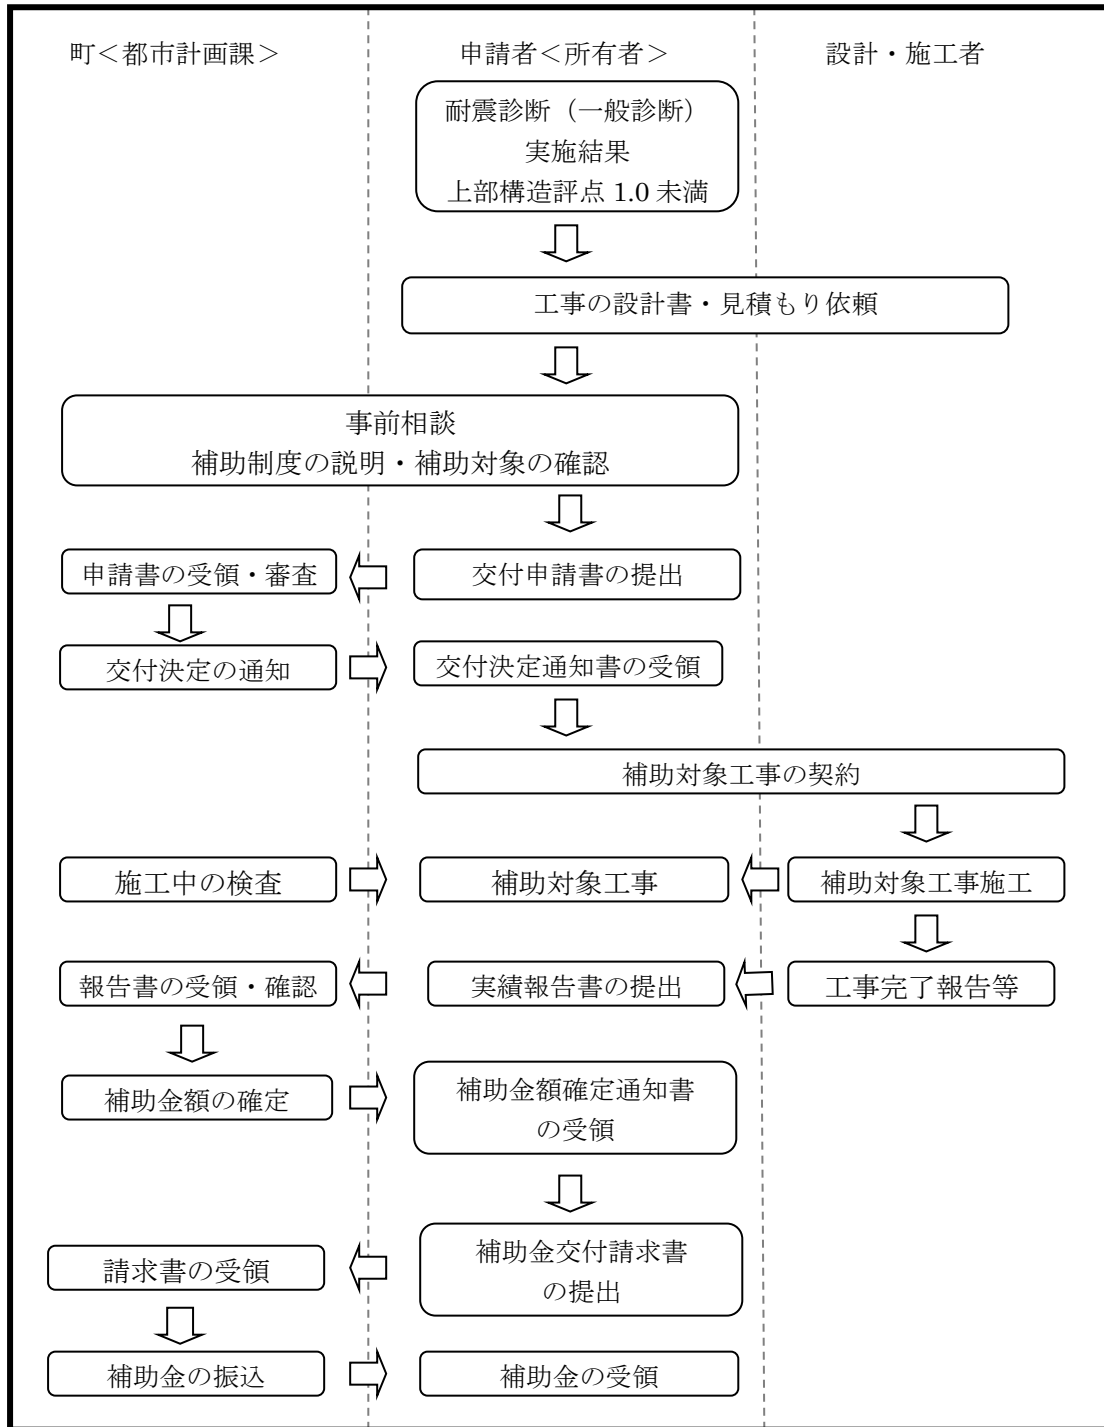 町＜都市計画課＞
申請者＜所有者＞
設計・施工者
耐震診断（一般診断）
実施結果
上部構造評点 1.0 未満
工事の設計書・見積もり依頼
事前相談
補助制度の説明・補助対象の確認
申請書の受領・審査
交付申請書の提出
交付決定の通知
交付決定通知書の受領
補助対象工事の契約
施工中の検査
補助対象工事
補助対象工事施工
報告書の受領・確認
実績報告書の提出
工事完了報告等
補助金額の確定
補助金額確定通知書
の受領
請求書の受領
補助金交付請求書
の提出
補助金の振込
補助金の受領